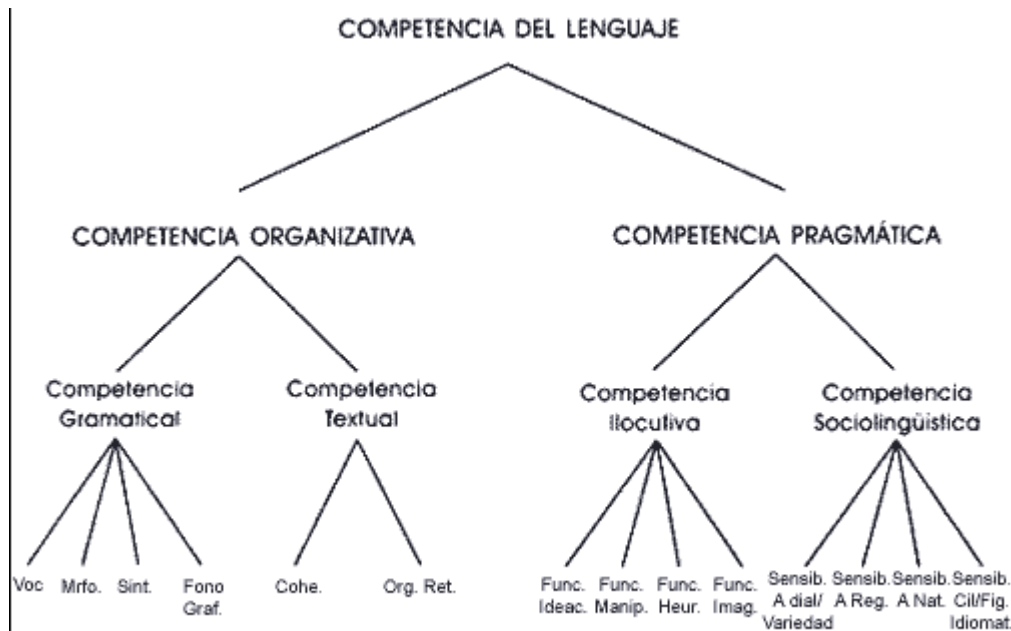 COMPETENCIA DEL LENGUAJE
COMPETENCIA ORGANIZATIVA
COMPETENCIA PRAGMÁTICA
Competencia
Gramatical
Competencia
Textual
Competencia
Ilocutiva
Competencia
Sociolingüística
Voc
Mrfo.
Sint.
Fono
Graf.
Cohe.
Org. Ret.
Func.
Ideac.
Func.
Manip.
Func.
Heur.
Func.
Imag.
Sensib.
A dial/
Variedad
Sensib.
A Reg.
Sensib.
A Nat.
Sensib.
Cil/Fig.
Idiomat.